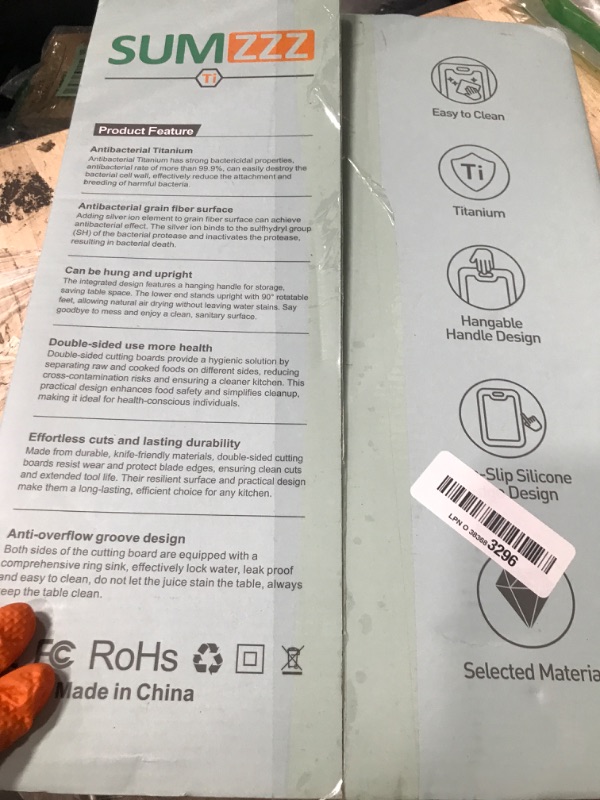 SUMZZZ
Ti
Product Feature
Antibacterial Titanium
Antibacterial Titanium has strong bactericidal properties,
antibacterial rate of more than 99.9%, can easily destroy the
bacterial cell wall, effectively reduce the attachment and
breeding of harmful bacteria.
Antibacterial grain fiber surface
Adding silver ion element to grain fiber surface can achieve
antibacterial effect. The silver ion binds to the sulfhydryl group
(SH) of the bacterial protease and inactivates the protease,
resulting in bacterial death.
Can be hung and upright
The integrated design features a hanging handle for storage,
saving table space. The lower end stands upright with 90° rotatable
feet, allowing natural air drying without leaving water stains. Say
goodbye to mess and enjoy a clean, sanitary surface.
Double-sided use more health
Double-sided cutting boards provide a hygienic solution by
separating raw and cooked foods on different sides, reducing
cross-contamination risks and ensuring a cleaner kitchen. This
practical design enhances food safety and simplifies cleanup,
making it ideal for health-conscious individuals.
Effortless cuts and lasting durability
Made from durable, knife-friendly materials, double-sided cutting
boards resist wear and protect blade edges, ensuring clean cuts
and extended tool life. Their resilient surface and practical design
make them a long-lasting, efficient choice for any kitchen.
Anti-overflow groove design
Both sides of the cutting board are equipped with a
comprehensive ring sink, effectively lock water, leak proof
and easy to clean, do not let the juice stain the table, always
eep the table clean.
FC RoHs
Made in China
Easy to Clean
Ti
Titanium
Hangable
Handle Design
-Slip Silicone
Design
LPN O 38368 3296
Selected Materia